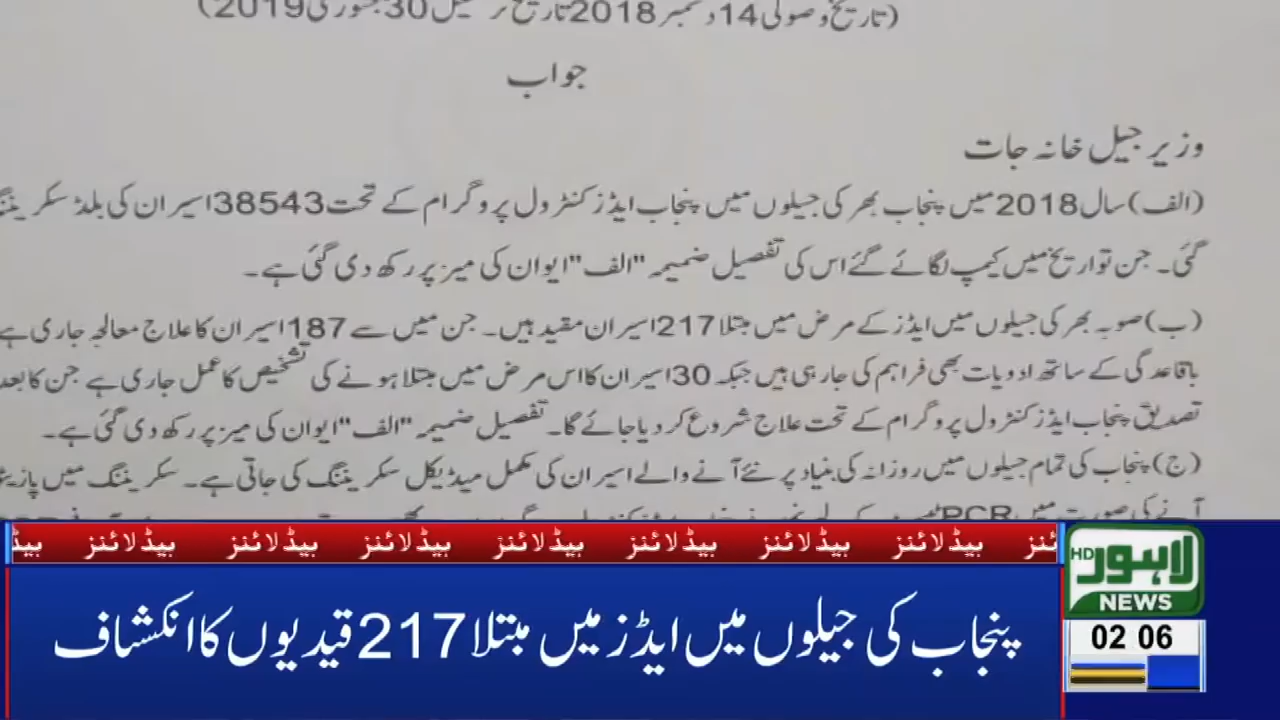 (تاریخ وصولی 14 دسمبر 2018 تاریخ ترسیل 30 جنوری 2019)
جواب
وزیر جیل خانہ جات
(الف) سال 2018 میں پنجاب بھر کی جیلوں میں پنجاب ایڈز کنٹرول پروگرام کے تحت 38543 اسیران کی بلڈ
گئی۔ جن تواریخ میں کیمپ لگائے گئے اس کی تفصیل ضمیمہ "الف" ایوان کی میز پر رکھ دی گئی ہے۔
(ب) صوبہ بھر کی جیلوں میں ایڈز کے مرض میں مبتلا 217 اسیران مقید ہیں۔ جن میں سے 187 اسیران کا علاج معالجہ جاری ہے
باقاعدگی کے ساتھ ادویات بھی فراہم کی جا رہی ہیں جبکہ 30 اسیران کا اس مرض میں مبتلا ہونے کی تشخیص کا عمل جاری ہے جن کا بعد
تصدیق پنجاب ایڈز کنٹرول پروگرام کے تحت علاج شروع کر دیا جائے گا۔ تفصیل ضمیمہ "الف" ایوان کی میز پر رکھ دی گئی ہے۔
(ج) پنجاب کی تمام جیلوں میں روزانہ کی بنیاد پر نئے آنے والے اسیران کی مکمل میڈیکل سکریننگ کی جاتی ہے۔ سکریننگ میں
آنے کی صورت میں PCR
ہیڈلائنز ہیڈلائنز ہیڈلائنز ہیڈلائنز ہیڈلائنز ہیڈلائنز ہیڈلائنز
لاہور HD
NEWS
پنجاب کی جیلوں میں ایڈز میں مبتلا 217 قیدیوں کا انکشاف
02 06